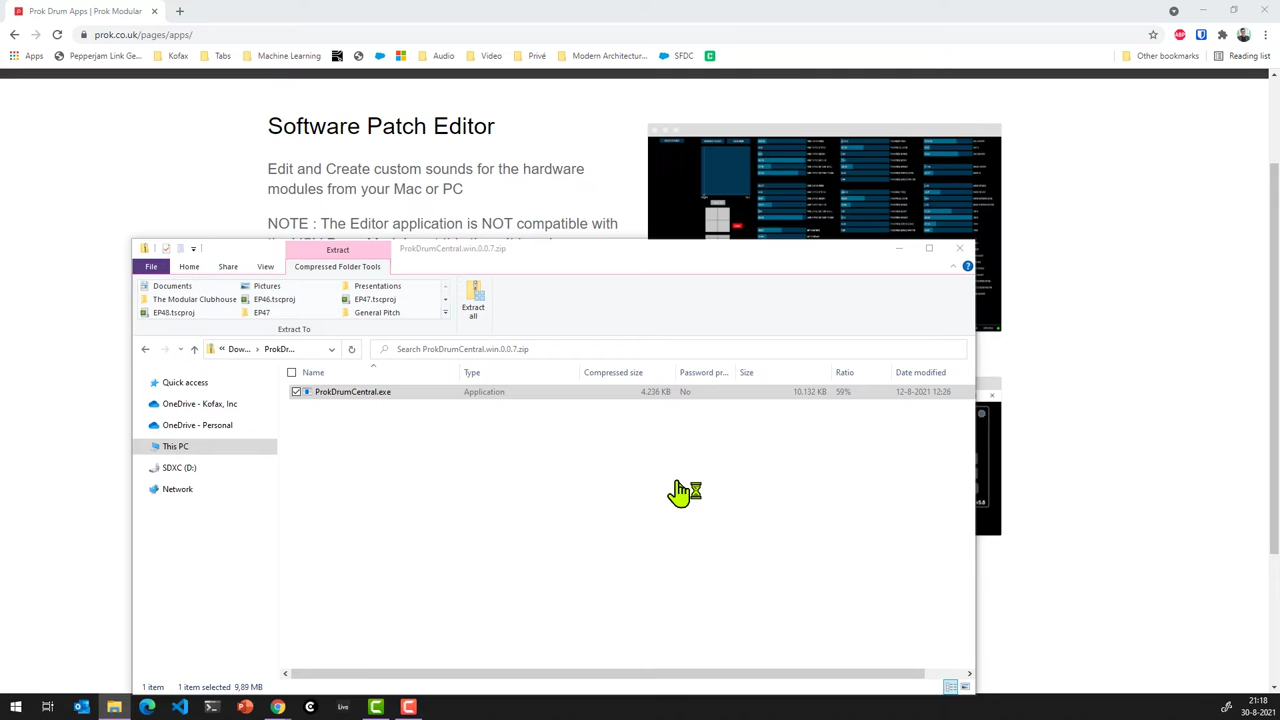 Prok Drum Apps | Prok Modular
prok.co.uk/pages/apps/
Apps Pepperjam Link Ge... Kofax Tabs Machine Learning Audio Video Privé Modern Architectur... SFDC Other bookmarks Reading list
Software Patch Editor
and create custom sounds for the hardware
modules from your Mac or PC
NOTE : the Editor application is NOT compatible with
Extract ProkDrumCentral.win.0.0.7.zip
File Home Share View Compressed Folder Tools
Documents Pictures Presentations
The Modular Clubhouse EP46.tscproj EP47.tscproj
EP48.tscproj EP47 General Pitch
Extract all
Extract To
« Dow... › ProkDr... Search ProkDrumCentral.win.0.0.7.zip
Name Type Compressed size Password pr... Size Ratio Date modified
ProkDrumCentral.exe Application 4.236 KB No 10.132 KB 59% 12-8-2021 12:26
Quick access
OneDrive - Kofax, Inc
OneDrive - Personal
This PC
SDXC (D:)
Network
1 item 1 item selected 9,89 MB
Live
21:18
30-8-2021